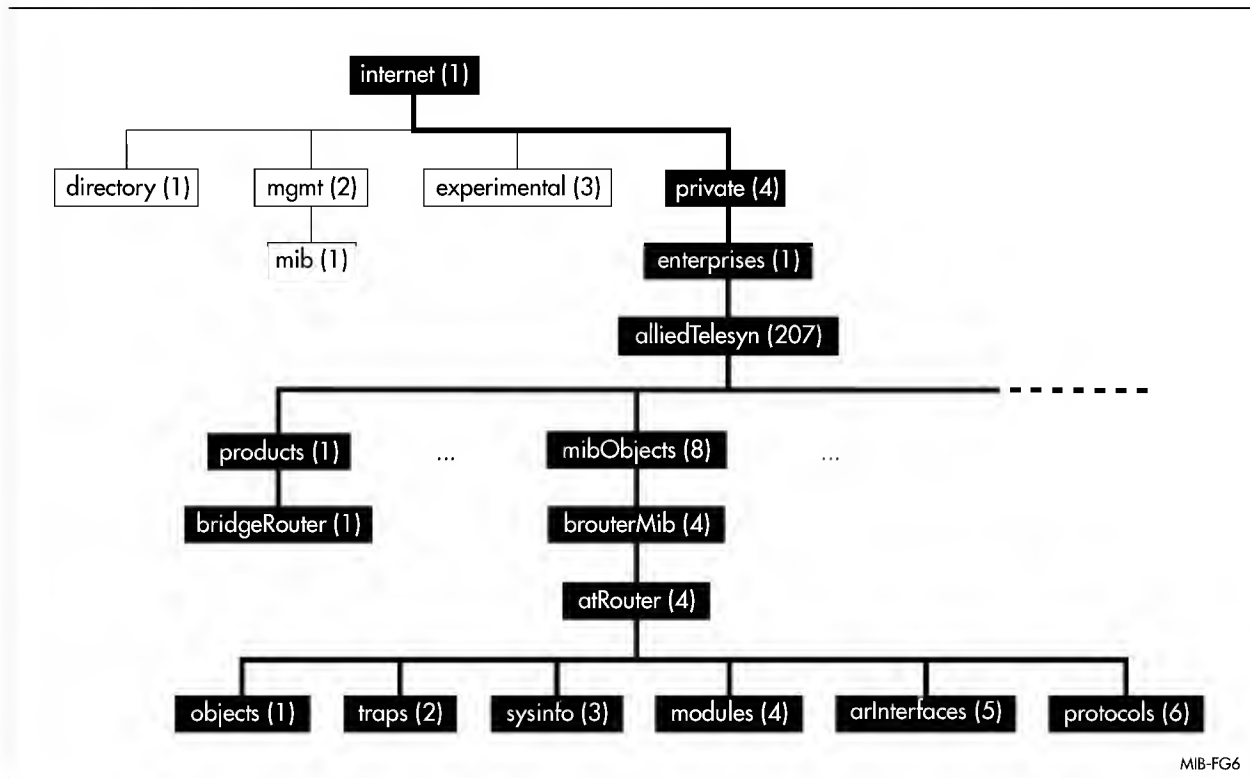 internet (1)
directory (1)
mgmt (2)
experimental (3)
private (4)
mib (1)
enterprises (1)
alliedTelesyn (207)
products (1)
...
mibObjects (8)
...
bridgeRouter (1)
brouterMib (4)
atRouter (4)
objects (1)
traps (2)
sysinfo (3)
modules (4)
arInterfaces (5)
protocols (6)
MIB-FG6